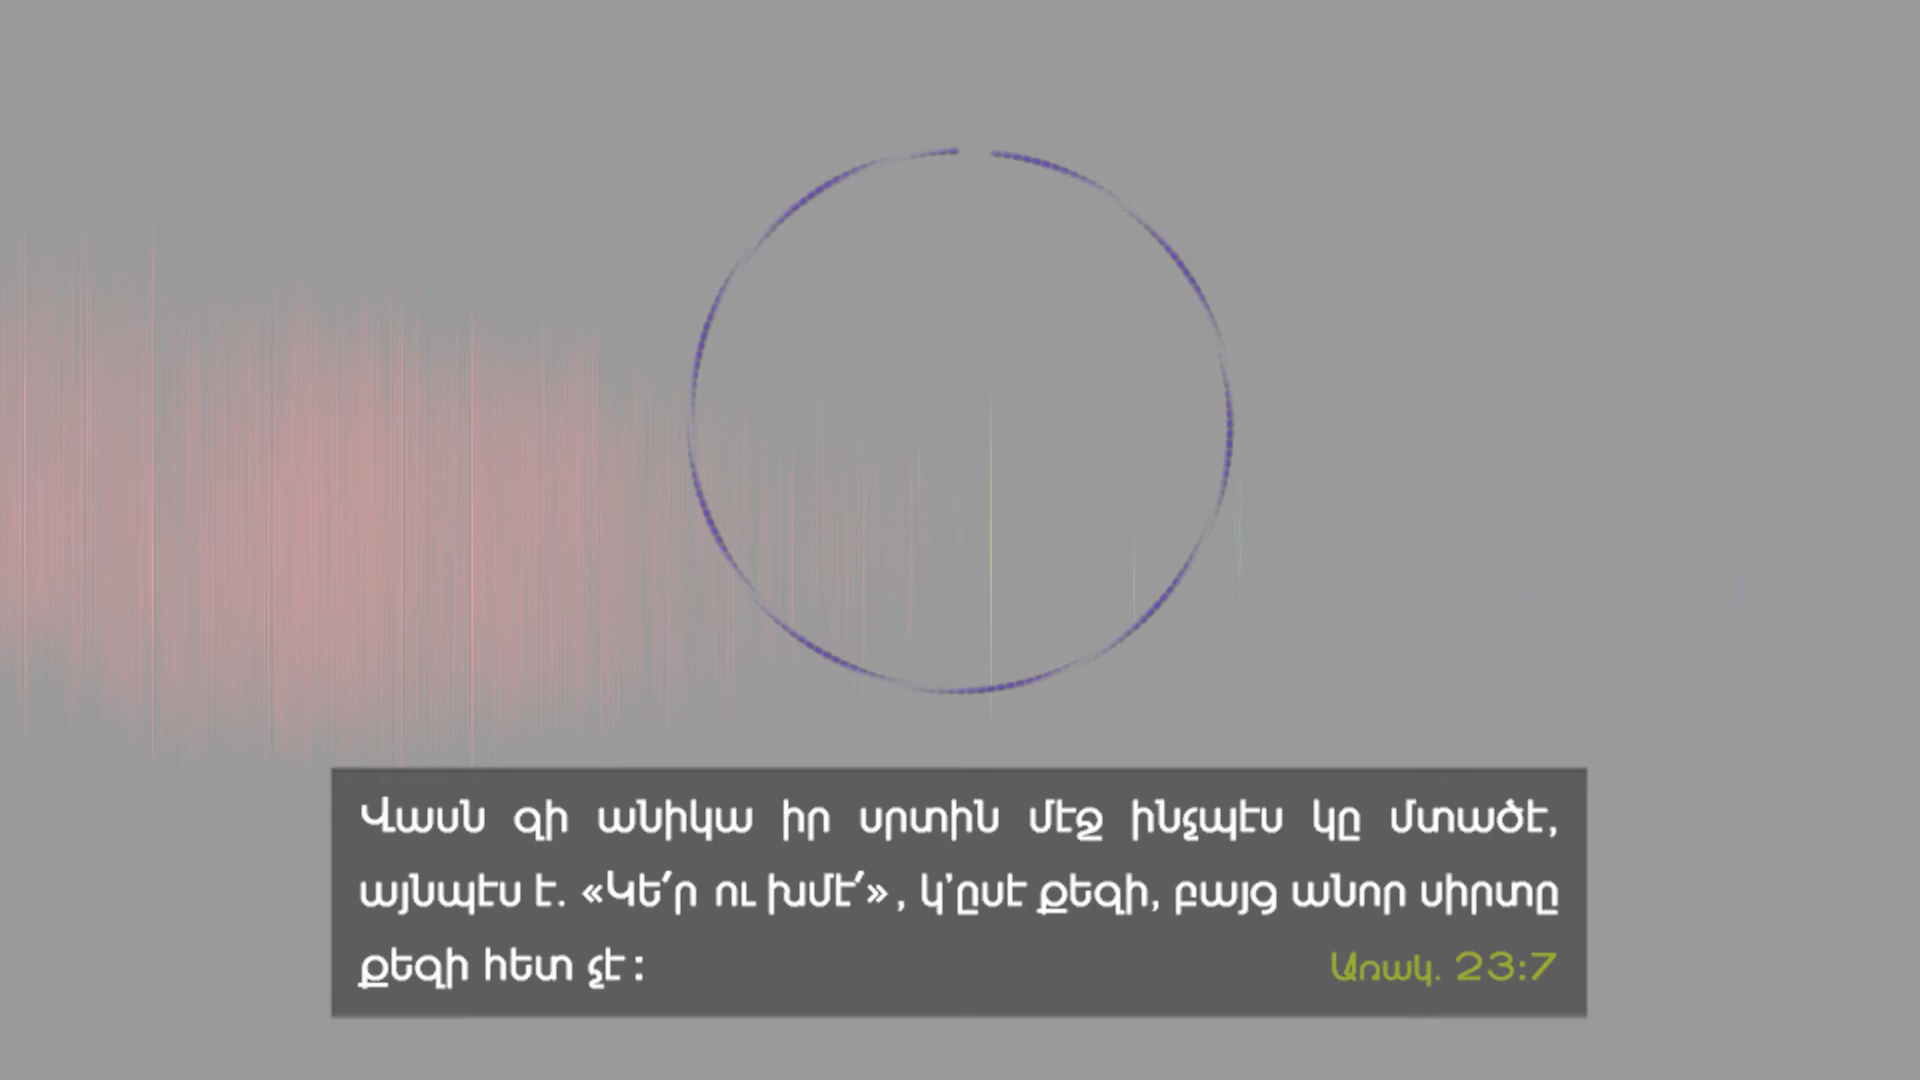 Վասն զի անիկա իր սրտին մէջ ինչպէս կը մտածէ,
այնպէս է. «Կե՛ր ու խմէ՛», կ՚ըսէ քեզի, բայց անոր սիրտը
քեզի հետ չէ:
Առակ. 23:7